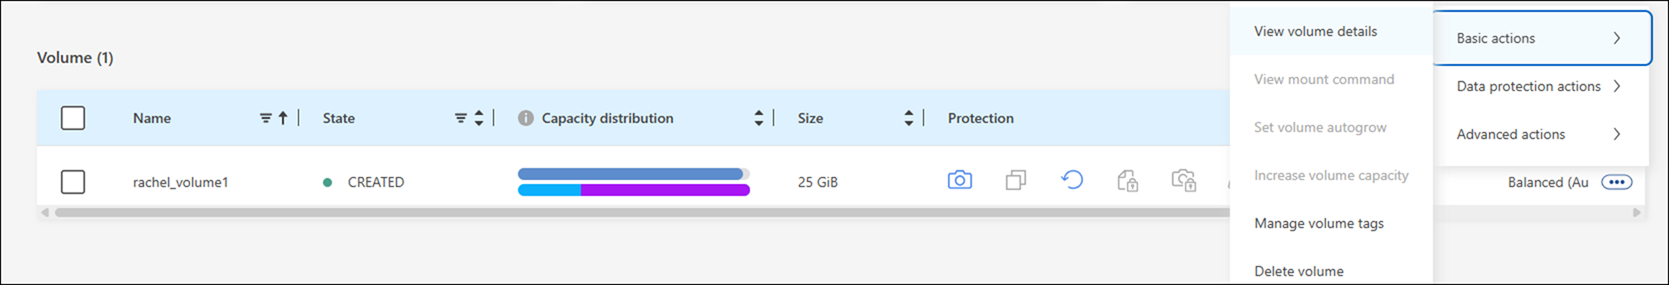 Volume (1)
Name
State
Capacity distribution
Size
Protection
rachel_volume1
CREATED
25 GiB
Balanced (Au
View volume details
View mount command
Set volume autogrow
Increase volume capacity
Manage volume tags
Delete volume
Basic actions
Data protection actions
Advanced actions